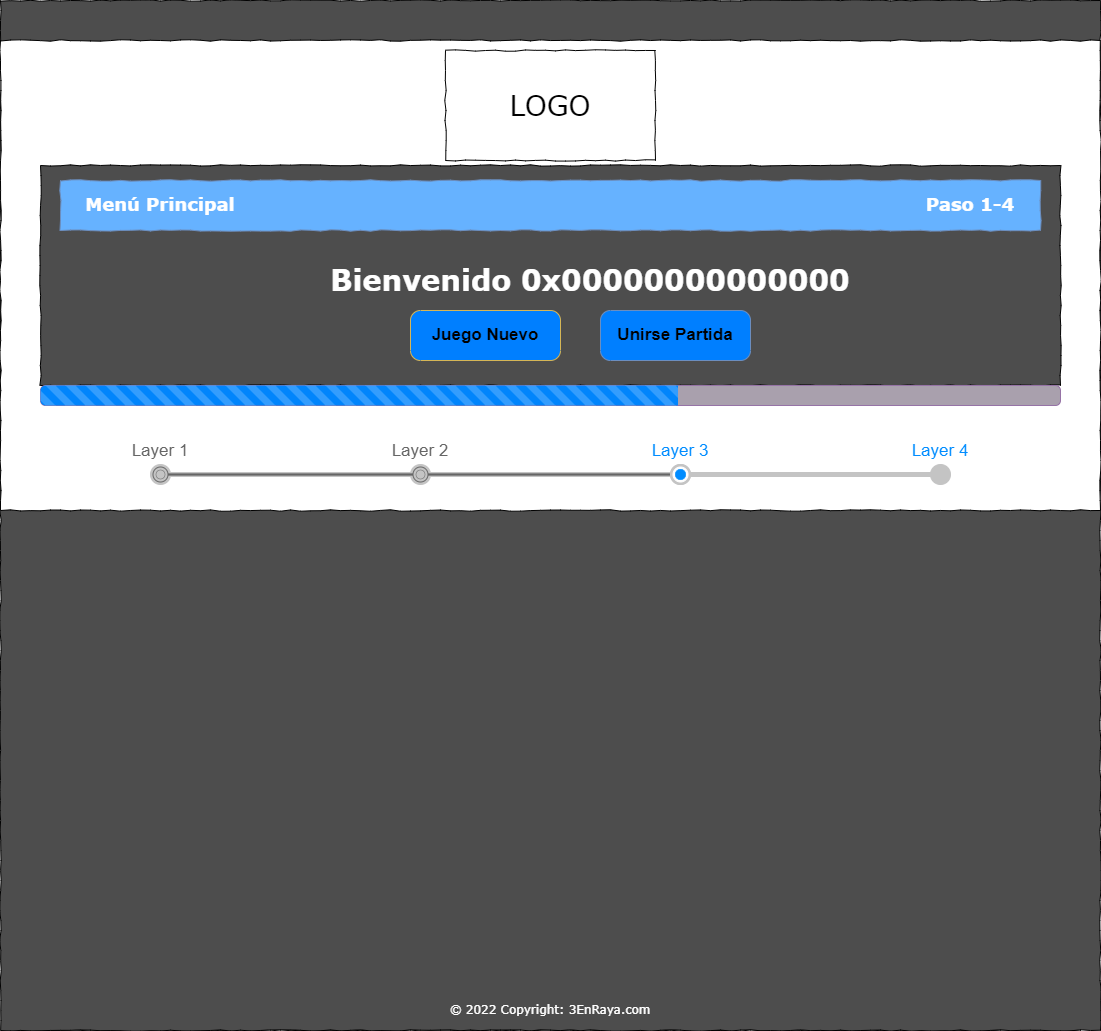 LOGO
Menú Principal
Paso 1-4
Bienvenido 0x00000000000000
Juego Nuevo
Unirse Partida
Layer 1
Layer 2
Layer 3
Layer 4
© 2022 Copyright: 3EnRaya.com